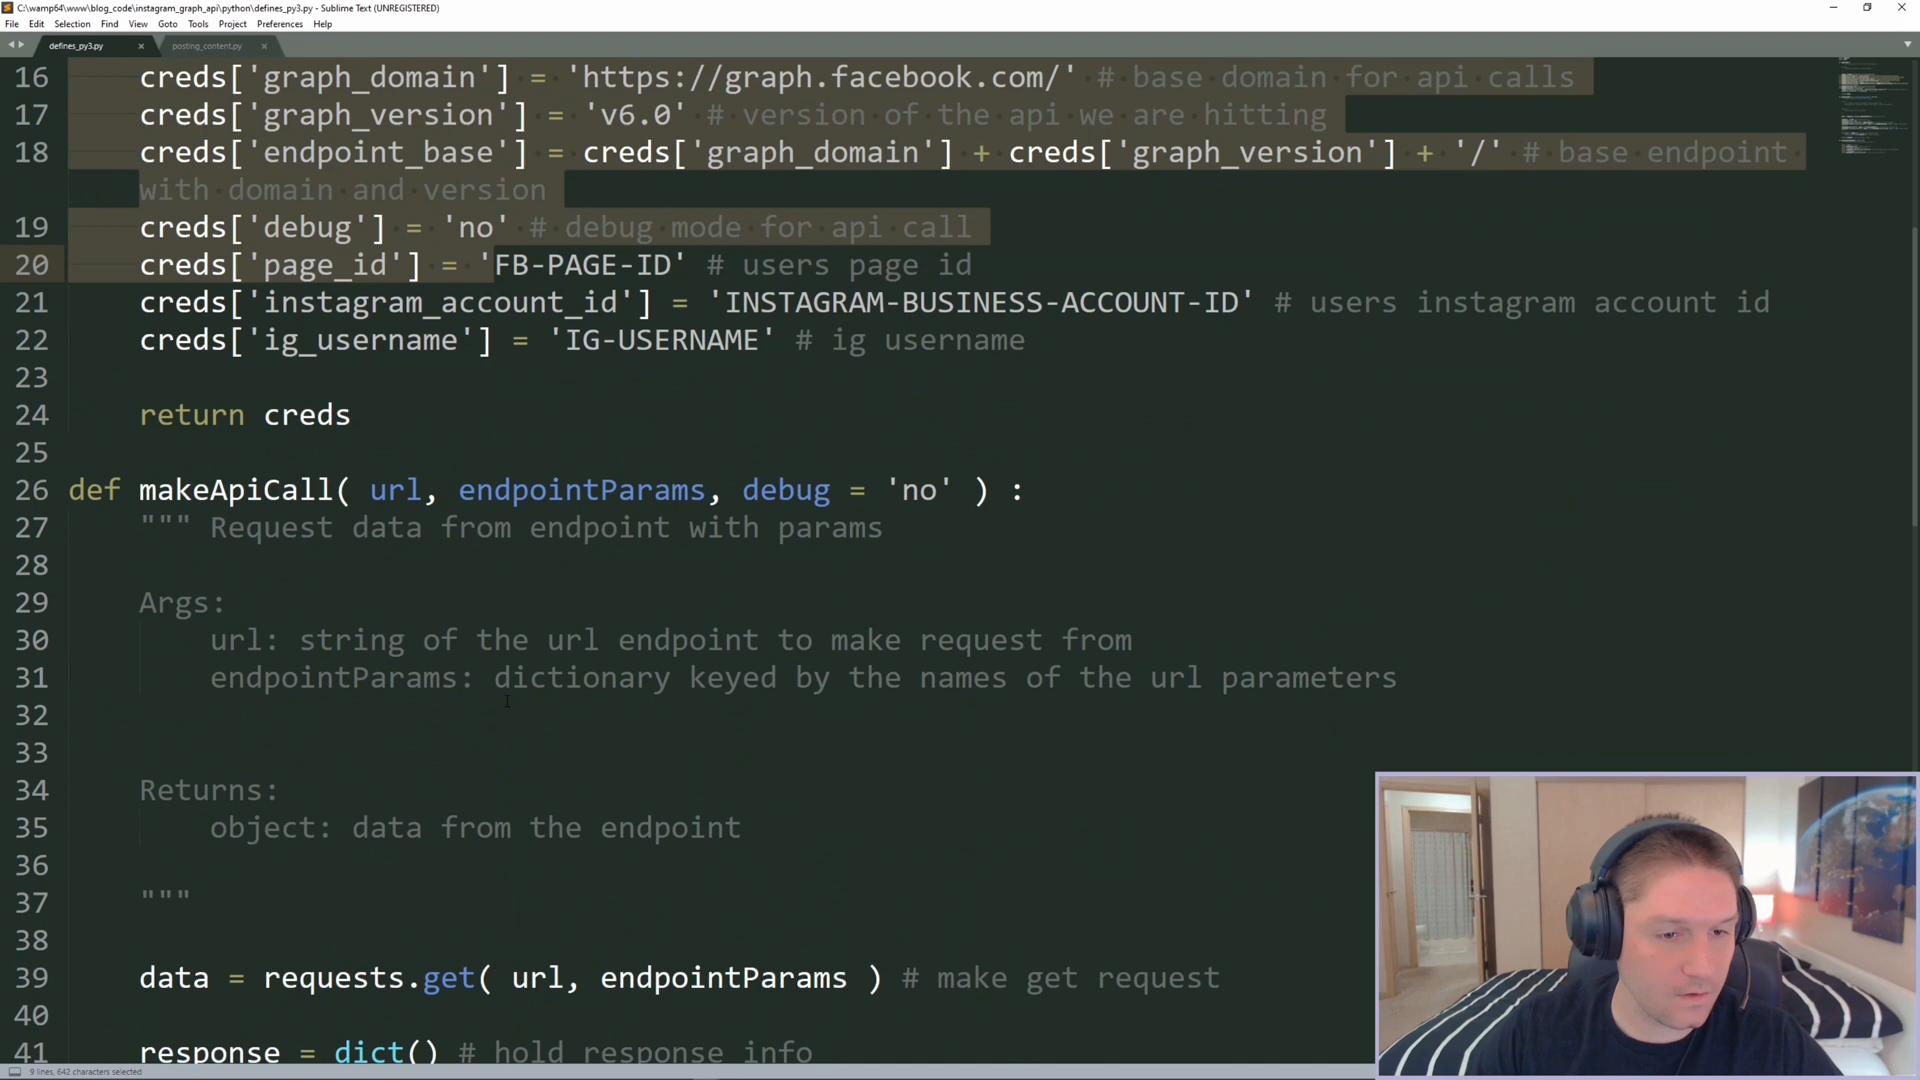 C:\wamp64\www\blog_code\instagram_graph_api\python\defines_py3.py - Sublime Text (UNREGISTERED)
File Edit Selection Find View Goto Tools Project Preferences Help
defines_py3.py posting_content.py
16 creds['graph_domain'] = 'https://graph.facebook.com/' # base domain for api calls
17 creds['graph_version'] = 'v6.0' # version of the api we are hitting
18 creds['endpoint_base'] = creds['graph_domain'] + creds['graph_version'] + '/' # base endpoint
with domain and version
19 creds['debug'] = 'no' # debug mode for api call
20 creds['page_id'] = 'FB-PAGE-ID' # users page id
21 creds['instagram_account_id'] = 'INSTAGRAM-BUSINESS-ACCOUNT-ID' # users instagram account id
22 creds['ig_username'] = 'IG-USERNAME' # ig username
23
24 return creds
25
26 def makeApiCall( url, endpointParams, debug = 'no' ) :
27 """ Request data from endpoint with params
28
29 Args:
30 url: string of the url endpoint to make request from
31 endpointParams: dictionary keyed by the names of the url parameters
32
33
34 Returns:
35 object: data from the endpoint
36
37 """
38
39 data = requests.get( url, endpointParams ) # make get request
40
41 response = dict() # hold response info
9 lines, 642 characters selected